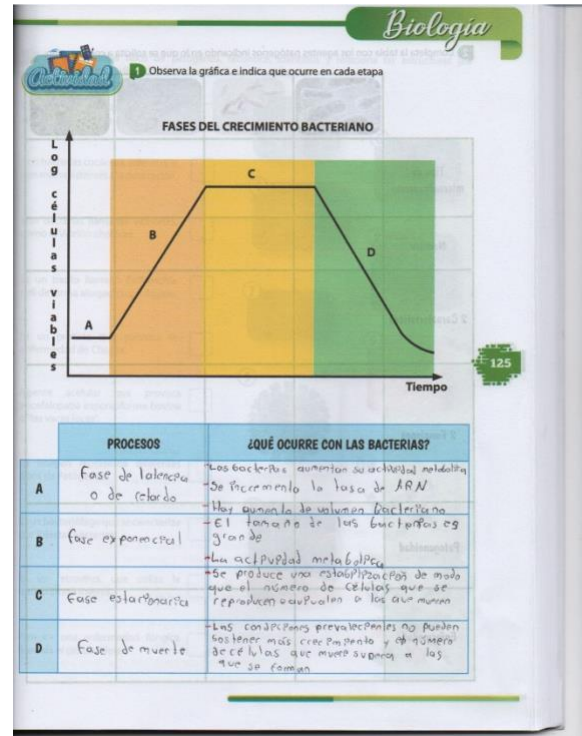 Biología
Actividad
1 Observa la gráfica e indica que ocurre en cada etapa
FASES DEL CRECIMIENTO BACTERIANO
Log células viables
A
B
C
D
Tiempo
125
PROCESOS
¿QUÉ OCURRE CON LAS BACTERIAS?
A
Fase de latencia
o de retardo
-Las bacterias aumentan su actividad metabolita
-Se incrementa la tasa de ARN
-Hay aumento de volumen bacteriano
B
fase exponencial
-El tamaño de las bacterias es
grande
-La actividad metabolica
C
Fase estacionaria
-Se produce una estabilización de modo
que el número de celulas que se
reproducen equivalen a las que mueren
D
Fase de muerte
-Las condiciones prevalecientes no pueden
sostener más crecimiento y el número
de células que muere supera a las
que se forman